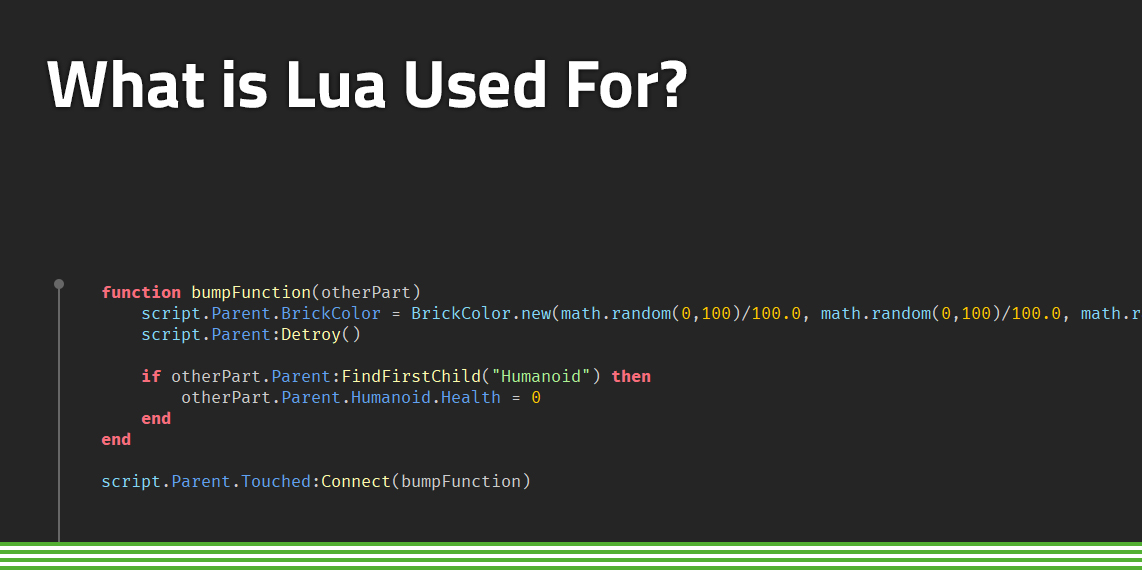 What is Lua Used For?
function bumpFunction(otherPart)
script.Parent.BrickColor = BrickColor.new(math.random(0,100)/100.0, math.random(0,100)/100.0, math.r
script.Parent:Detroy()
if otherPart.Parent:FindFirstChild("Humanoid") then
otherPart.Parent.Humanoid.Health = 0
end
end
script.Parent.Touched:Connect(bumpFunction)